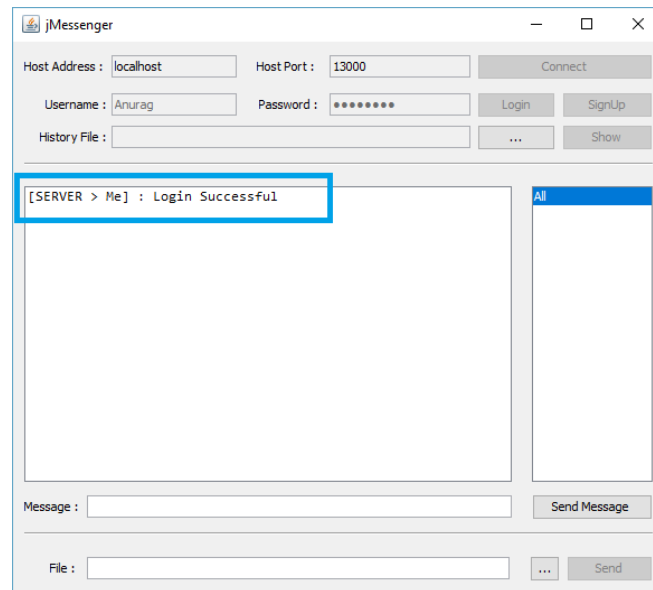 jMessenger
Host Address : localhost Host Port : 13000 Connect
Username : Anurag Password : ●●●●●●●● Login SignUp
History File : ... Show
[SERVER > Me] : Login Successful
All
Message : Send Message
File : ... Send